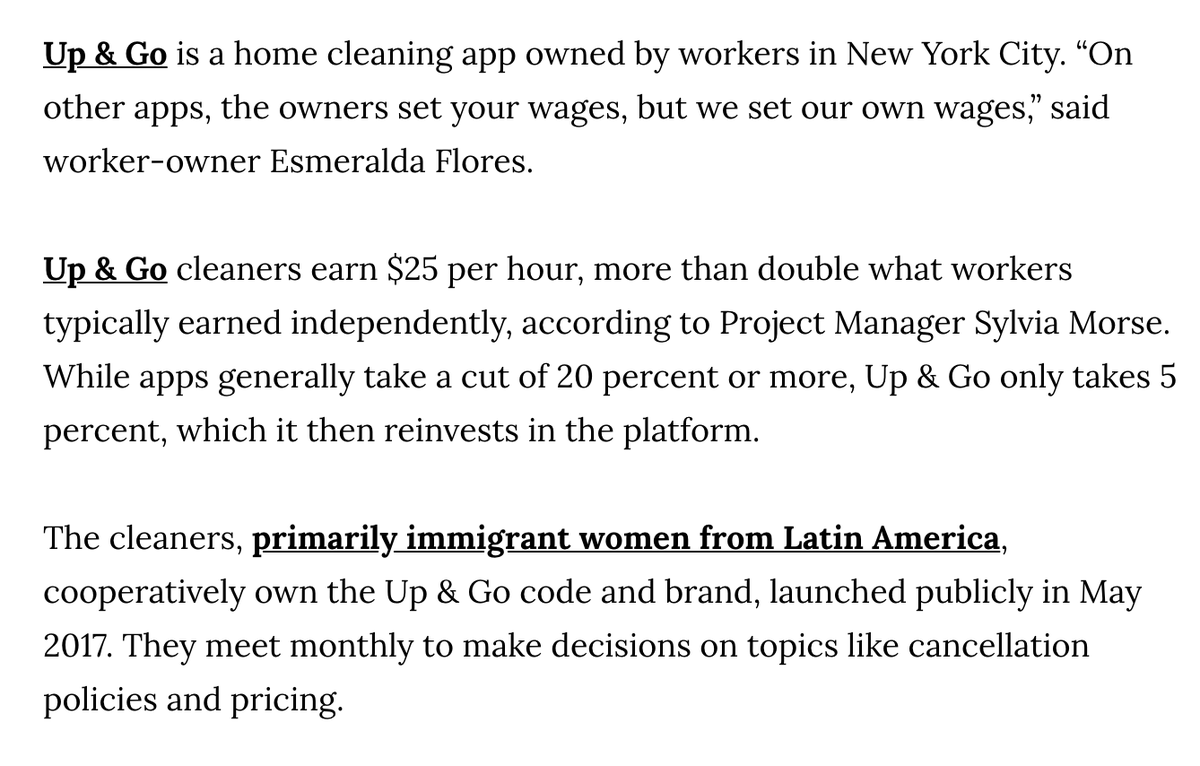 Up & Go is a home cleaning app owned by workers in New York City. “On
other apps, the owners set your wages, but we set our own wages,” said
worker-owner Esmeralda Flores.
Up & Go cleaners earn $25 per hour, more than double what workers
typically earned independently, according to Project Manager Sylvia Morse.
While apps generally take a cut of 20 percent or more, Up & Go only takes 5
percent, which it then reinvests in the platform.
The cleaners, primarily immigrant women from Latin America,
cooperatively own the Up & Go code and brand, launched publicly in May
2017. They meet monthly to make decisions on topics like cancellation
policies and pricing.